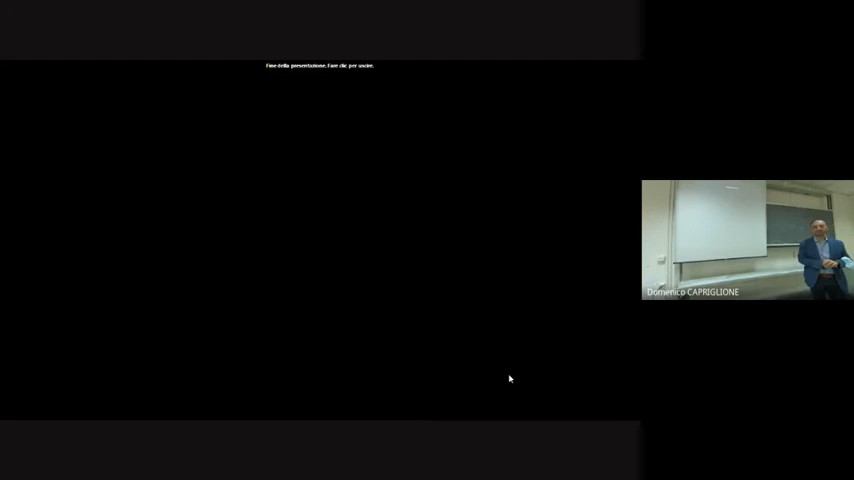 Fine della presentazione. Fare clic per uscire.
Domenico CAPRIGLIONE